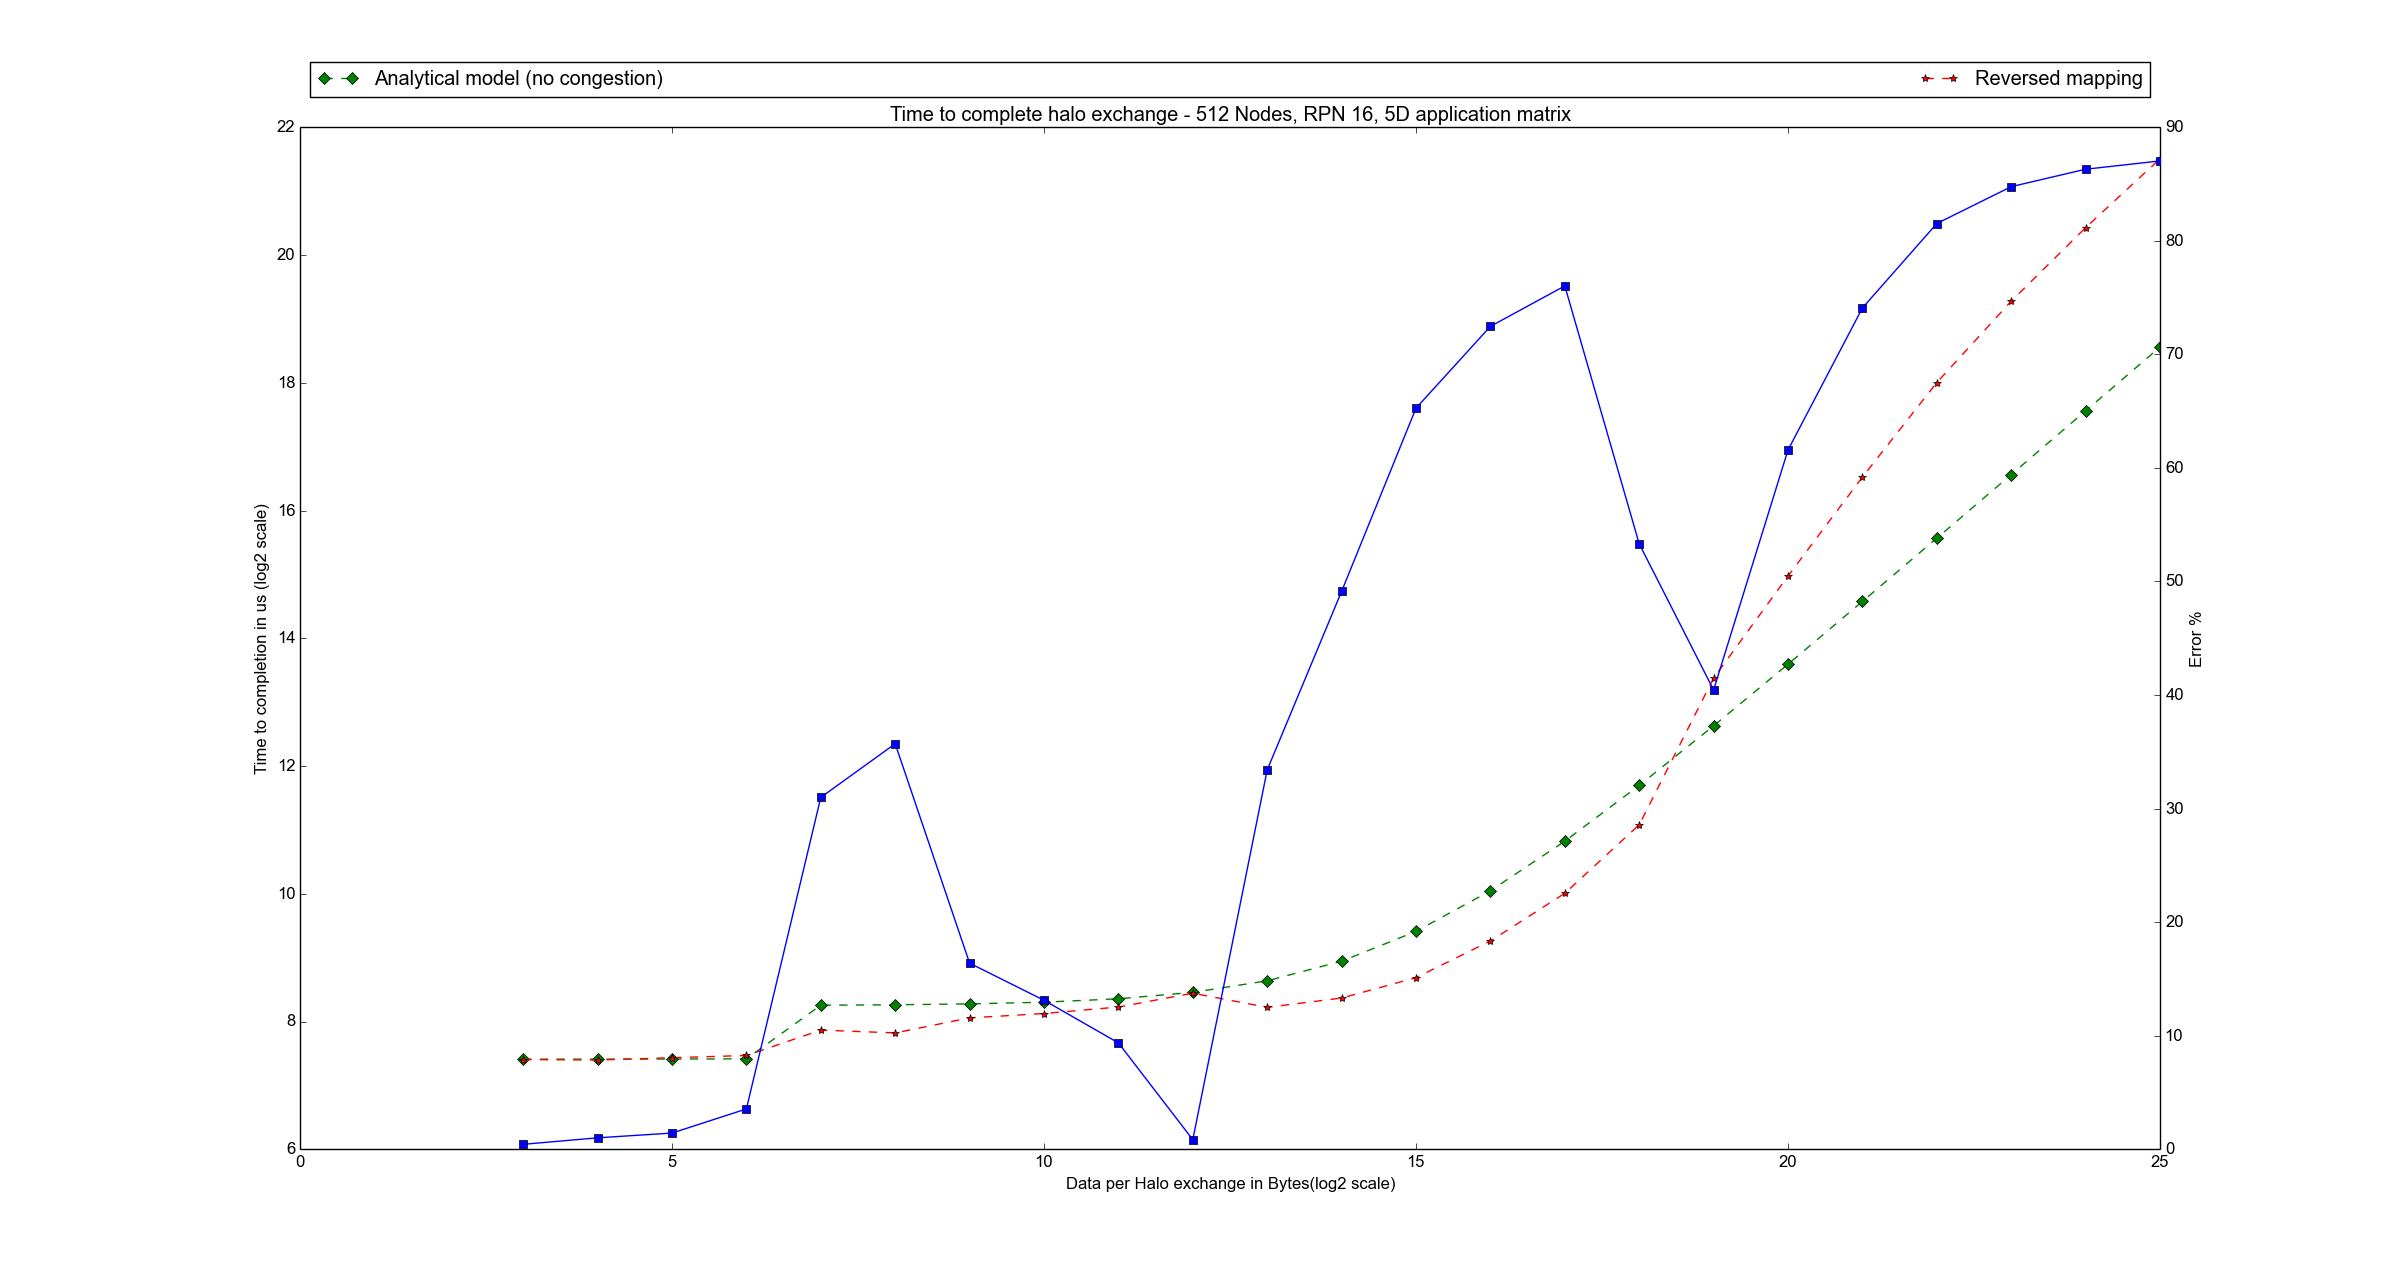 Analytical model (no congestion) Reversed mapping
Time to complete halo exchange - 512 Nodes, RPN 16, 5D application matrix
22 90
20 80
18 70
16 60
14 50
12 40
10 30
8 20
6 10
0
Time to completion in us (log2 scale)
Error %
0 5 10 15 20 25
Data per Halo exchange in Bytes(log2 scale)